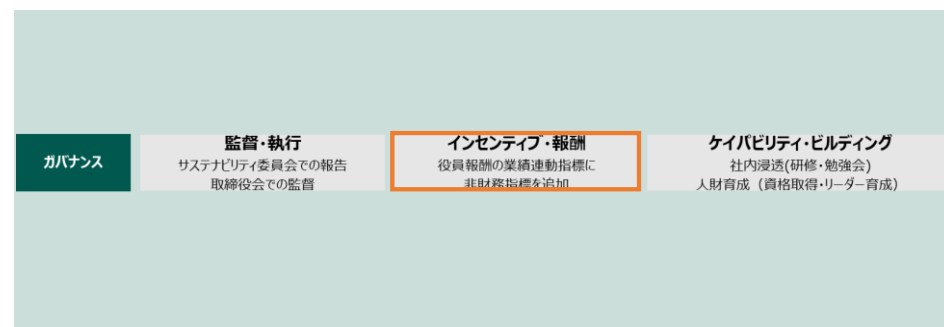 ガバナンス
監督・執行
サステナビリティ委員会での報告
取締役会での監督
インセンティブ・報酬
役員報酬の業績連動指標に
非財務指標を追加
ケイパビリティ・ビルディング
社内浸透(研修・勉強会)
人財育成（資格取得・リーダー育成）